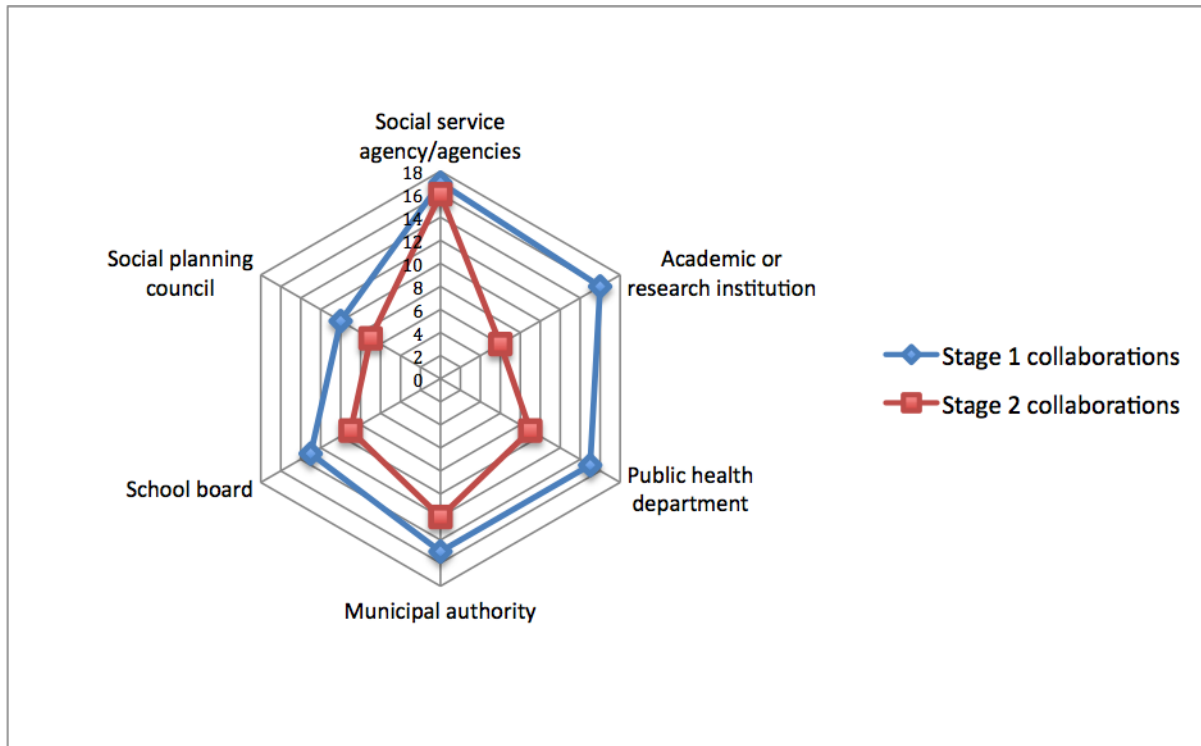 Social service
agency/agencies
18
16
14
12
10
8
6
4
2
0
Academic or
research institution
Public health
department
Municipal authority
School board
Social planning
council
Stage 1 collaborations
Stage 2 collaborations